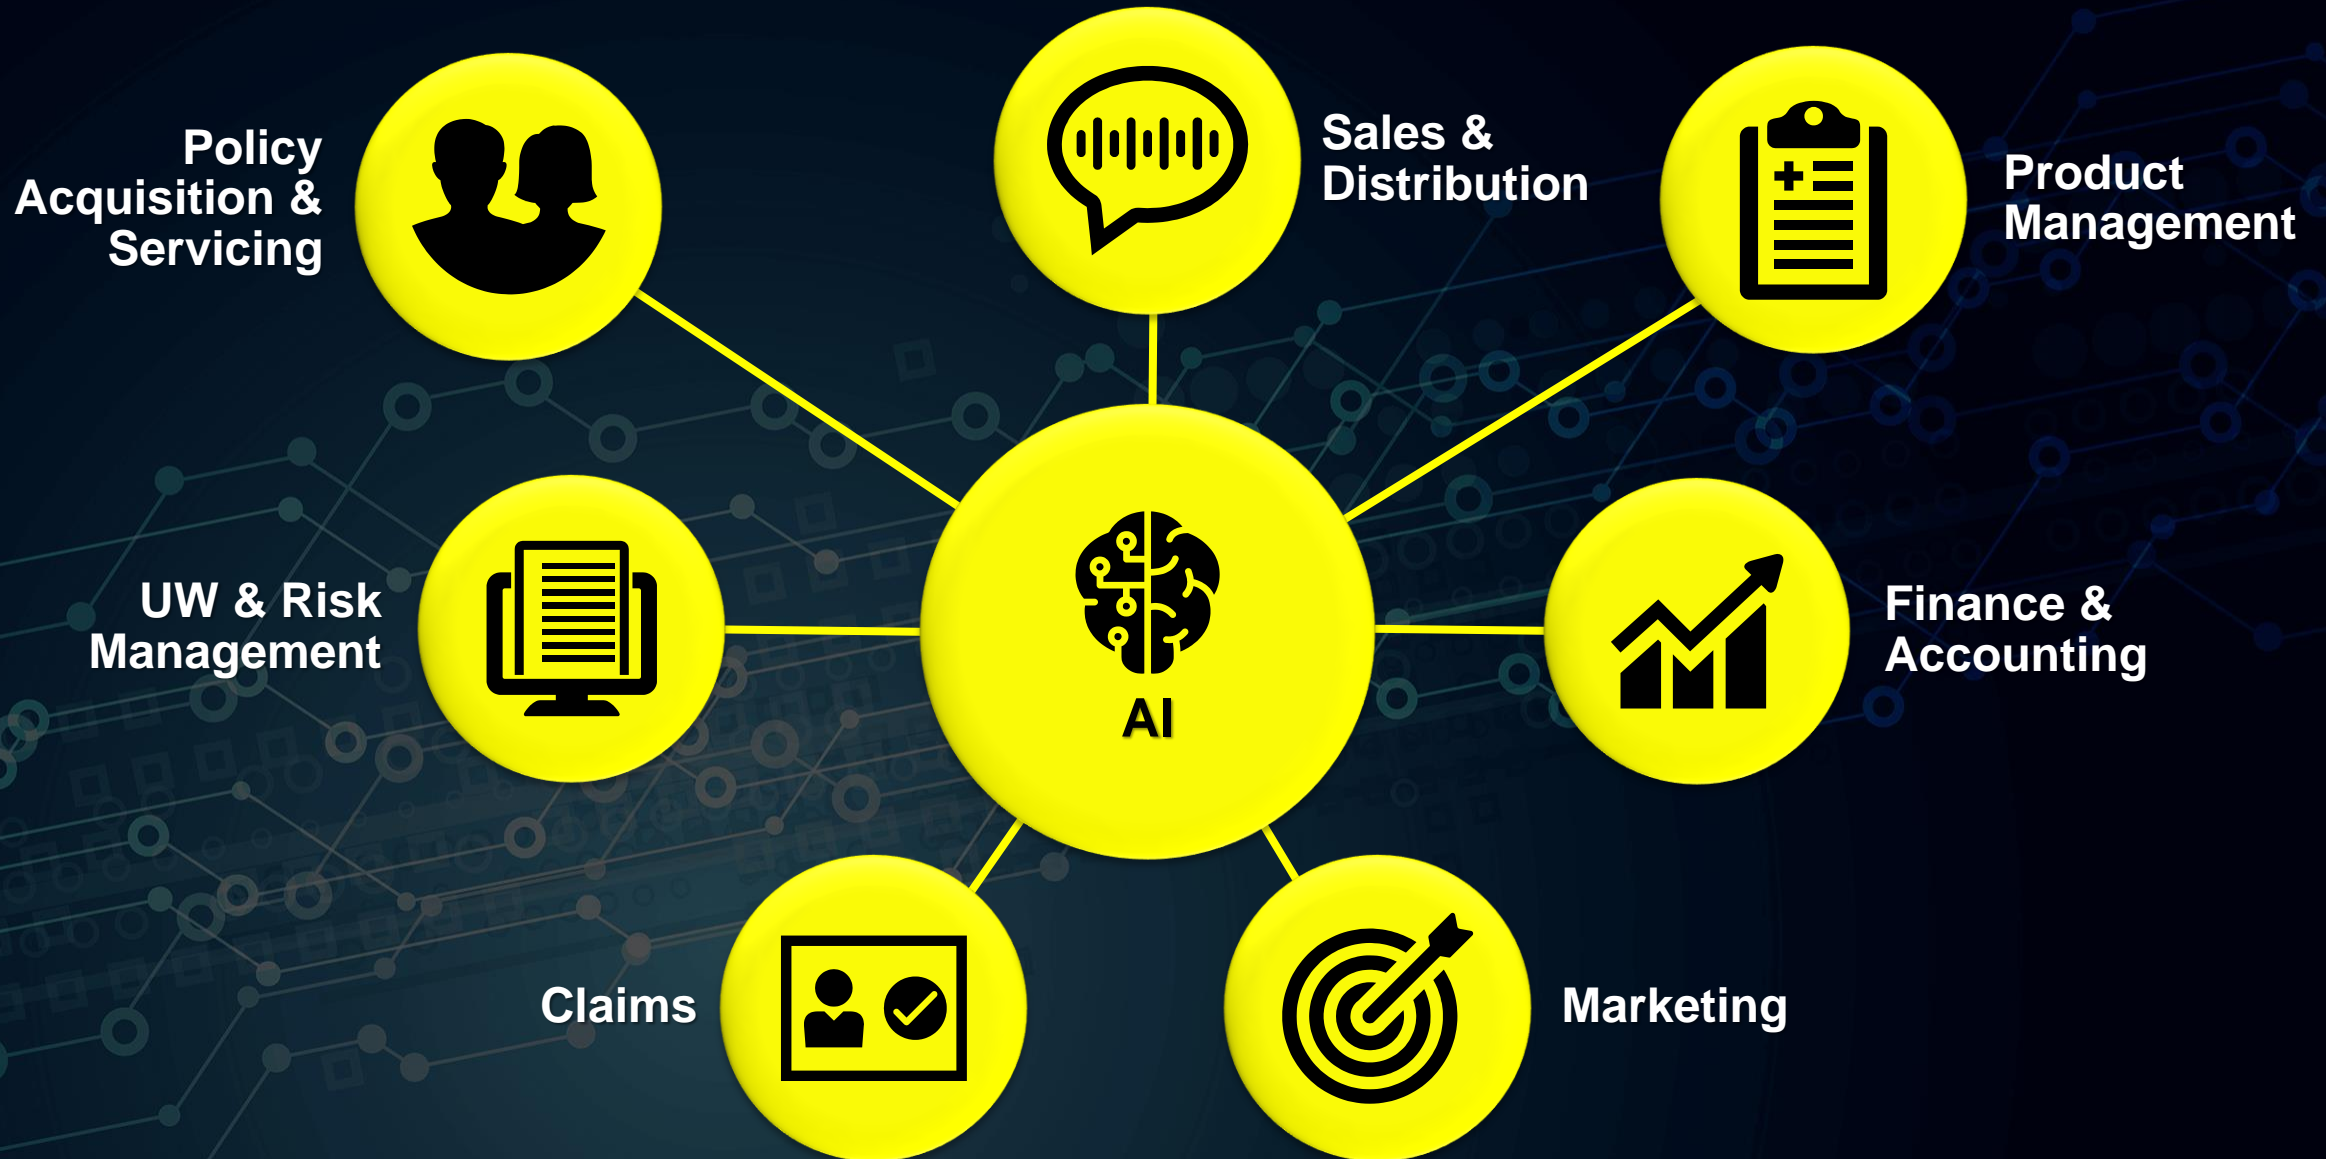 Policy
Acquisition &
Servicing
Sales &
Distribution
Product
Management
UW & Risk
Management
AI
Finance &
Accounting
Claims
Marketing